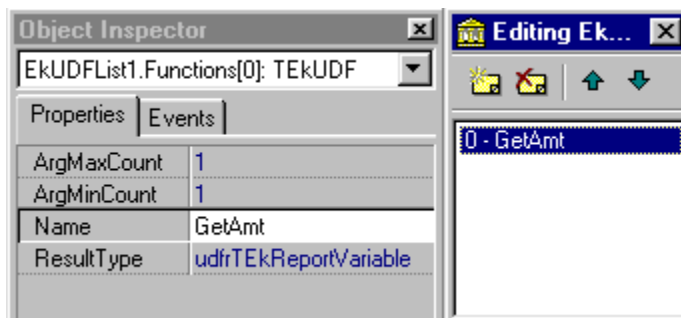 Object Inspector
EkUDFList1.Functions[0]: TEkUDF
Properties Events
ArgMaxCount 1
ArgMinCount 1
Name GetAmt
ResultType udfrTEkReportVariable
Editing Ek...
0 - GetAmt